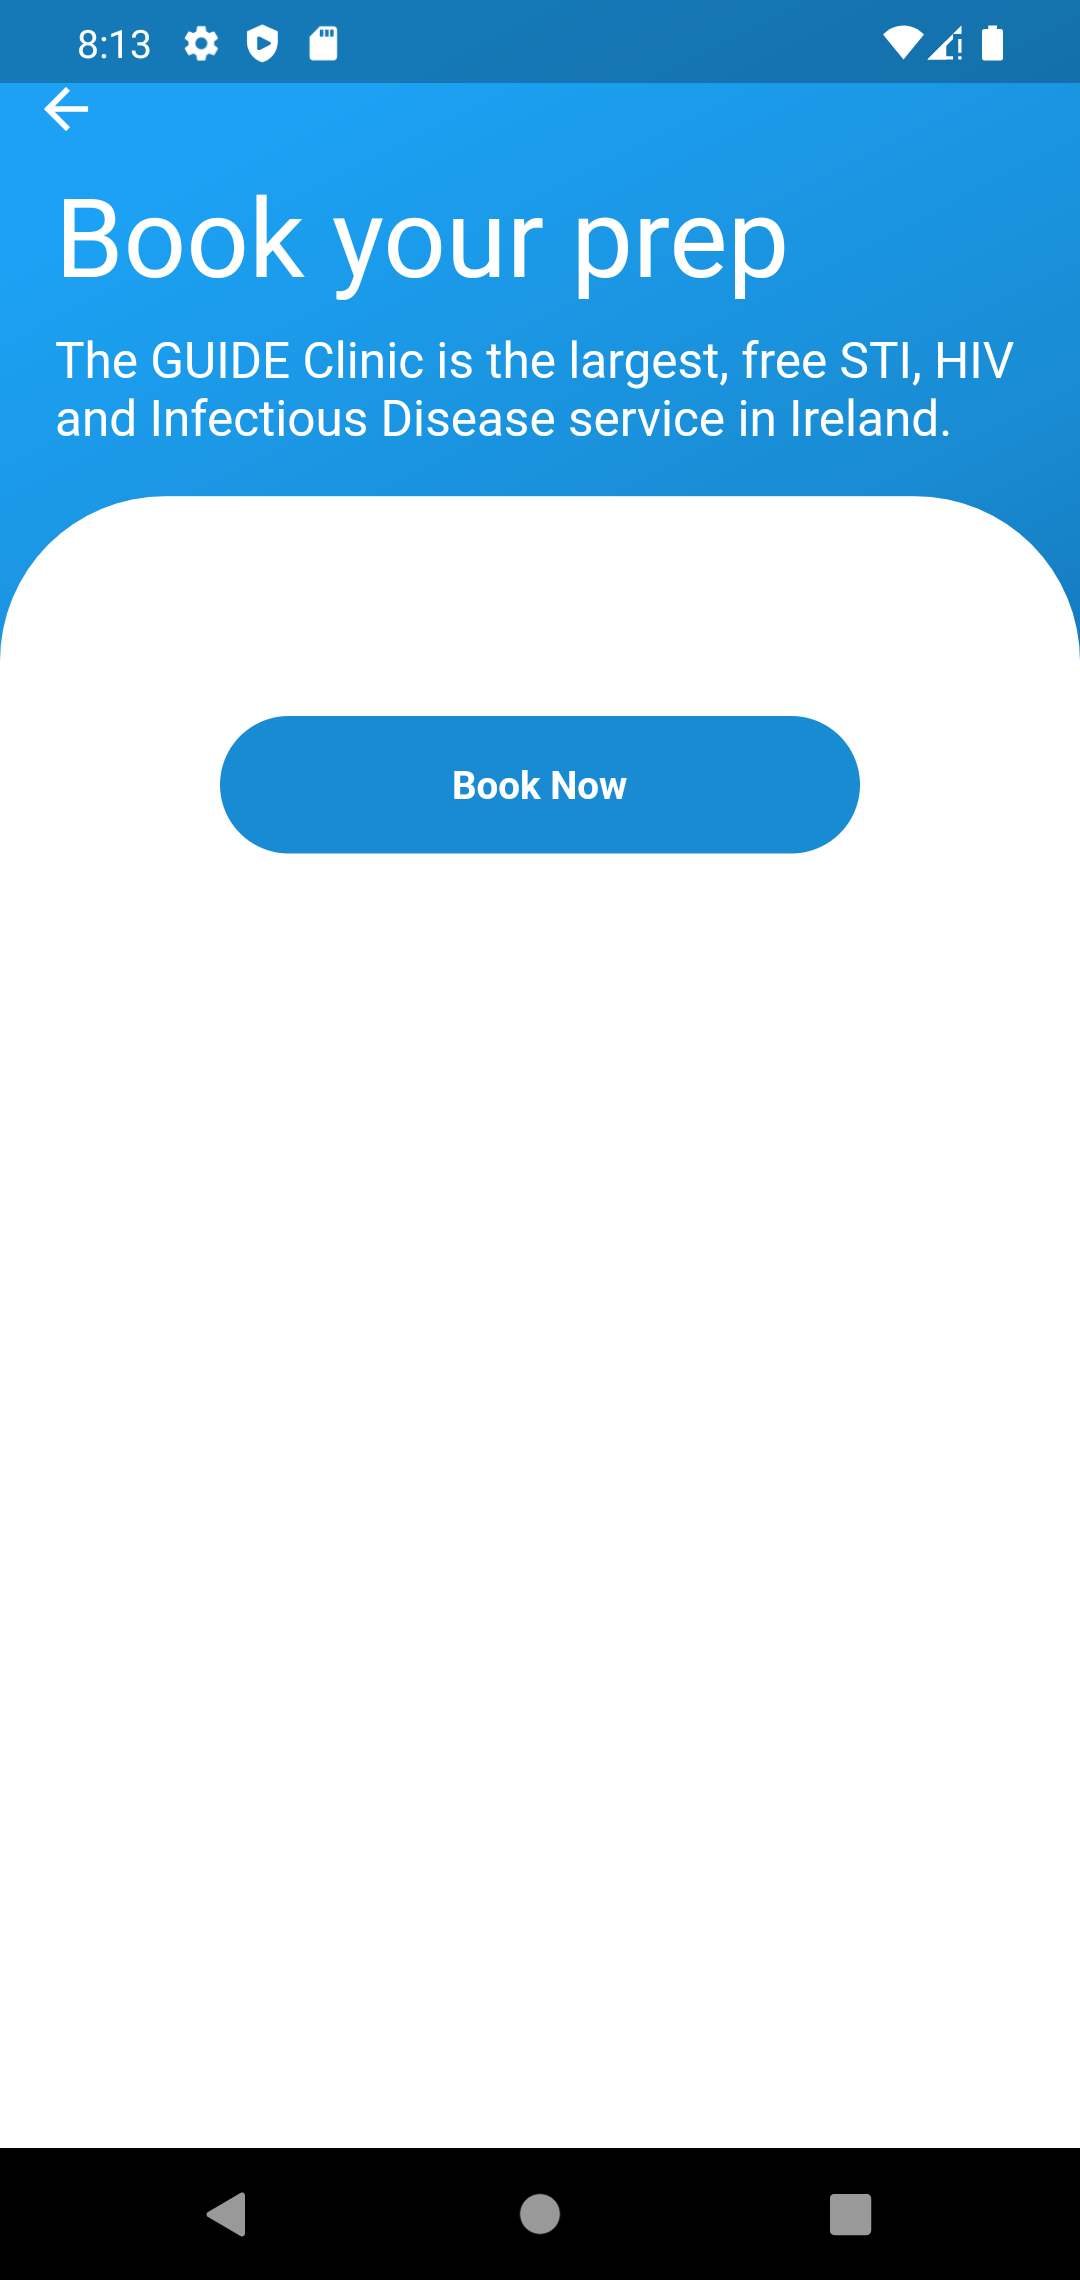 8:13
Book your prep
The GUIDE Clinic is the largest, free STI, HIV
and Infectious Disease service in Ireland.
Book Now